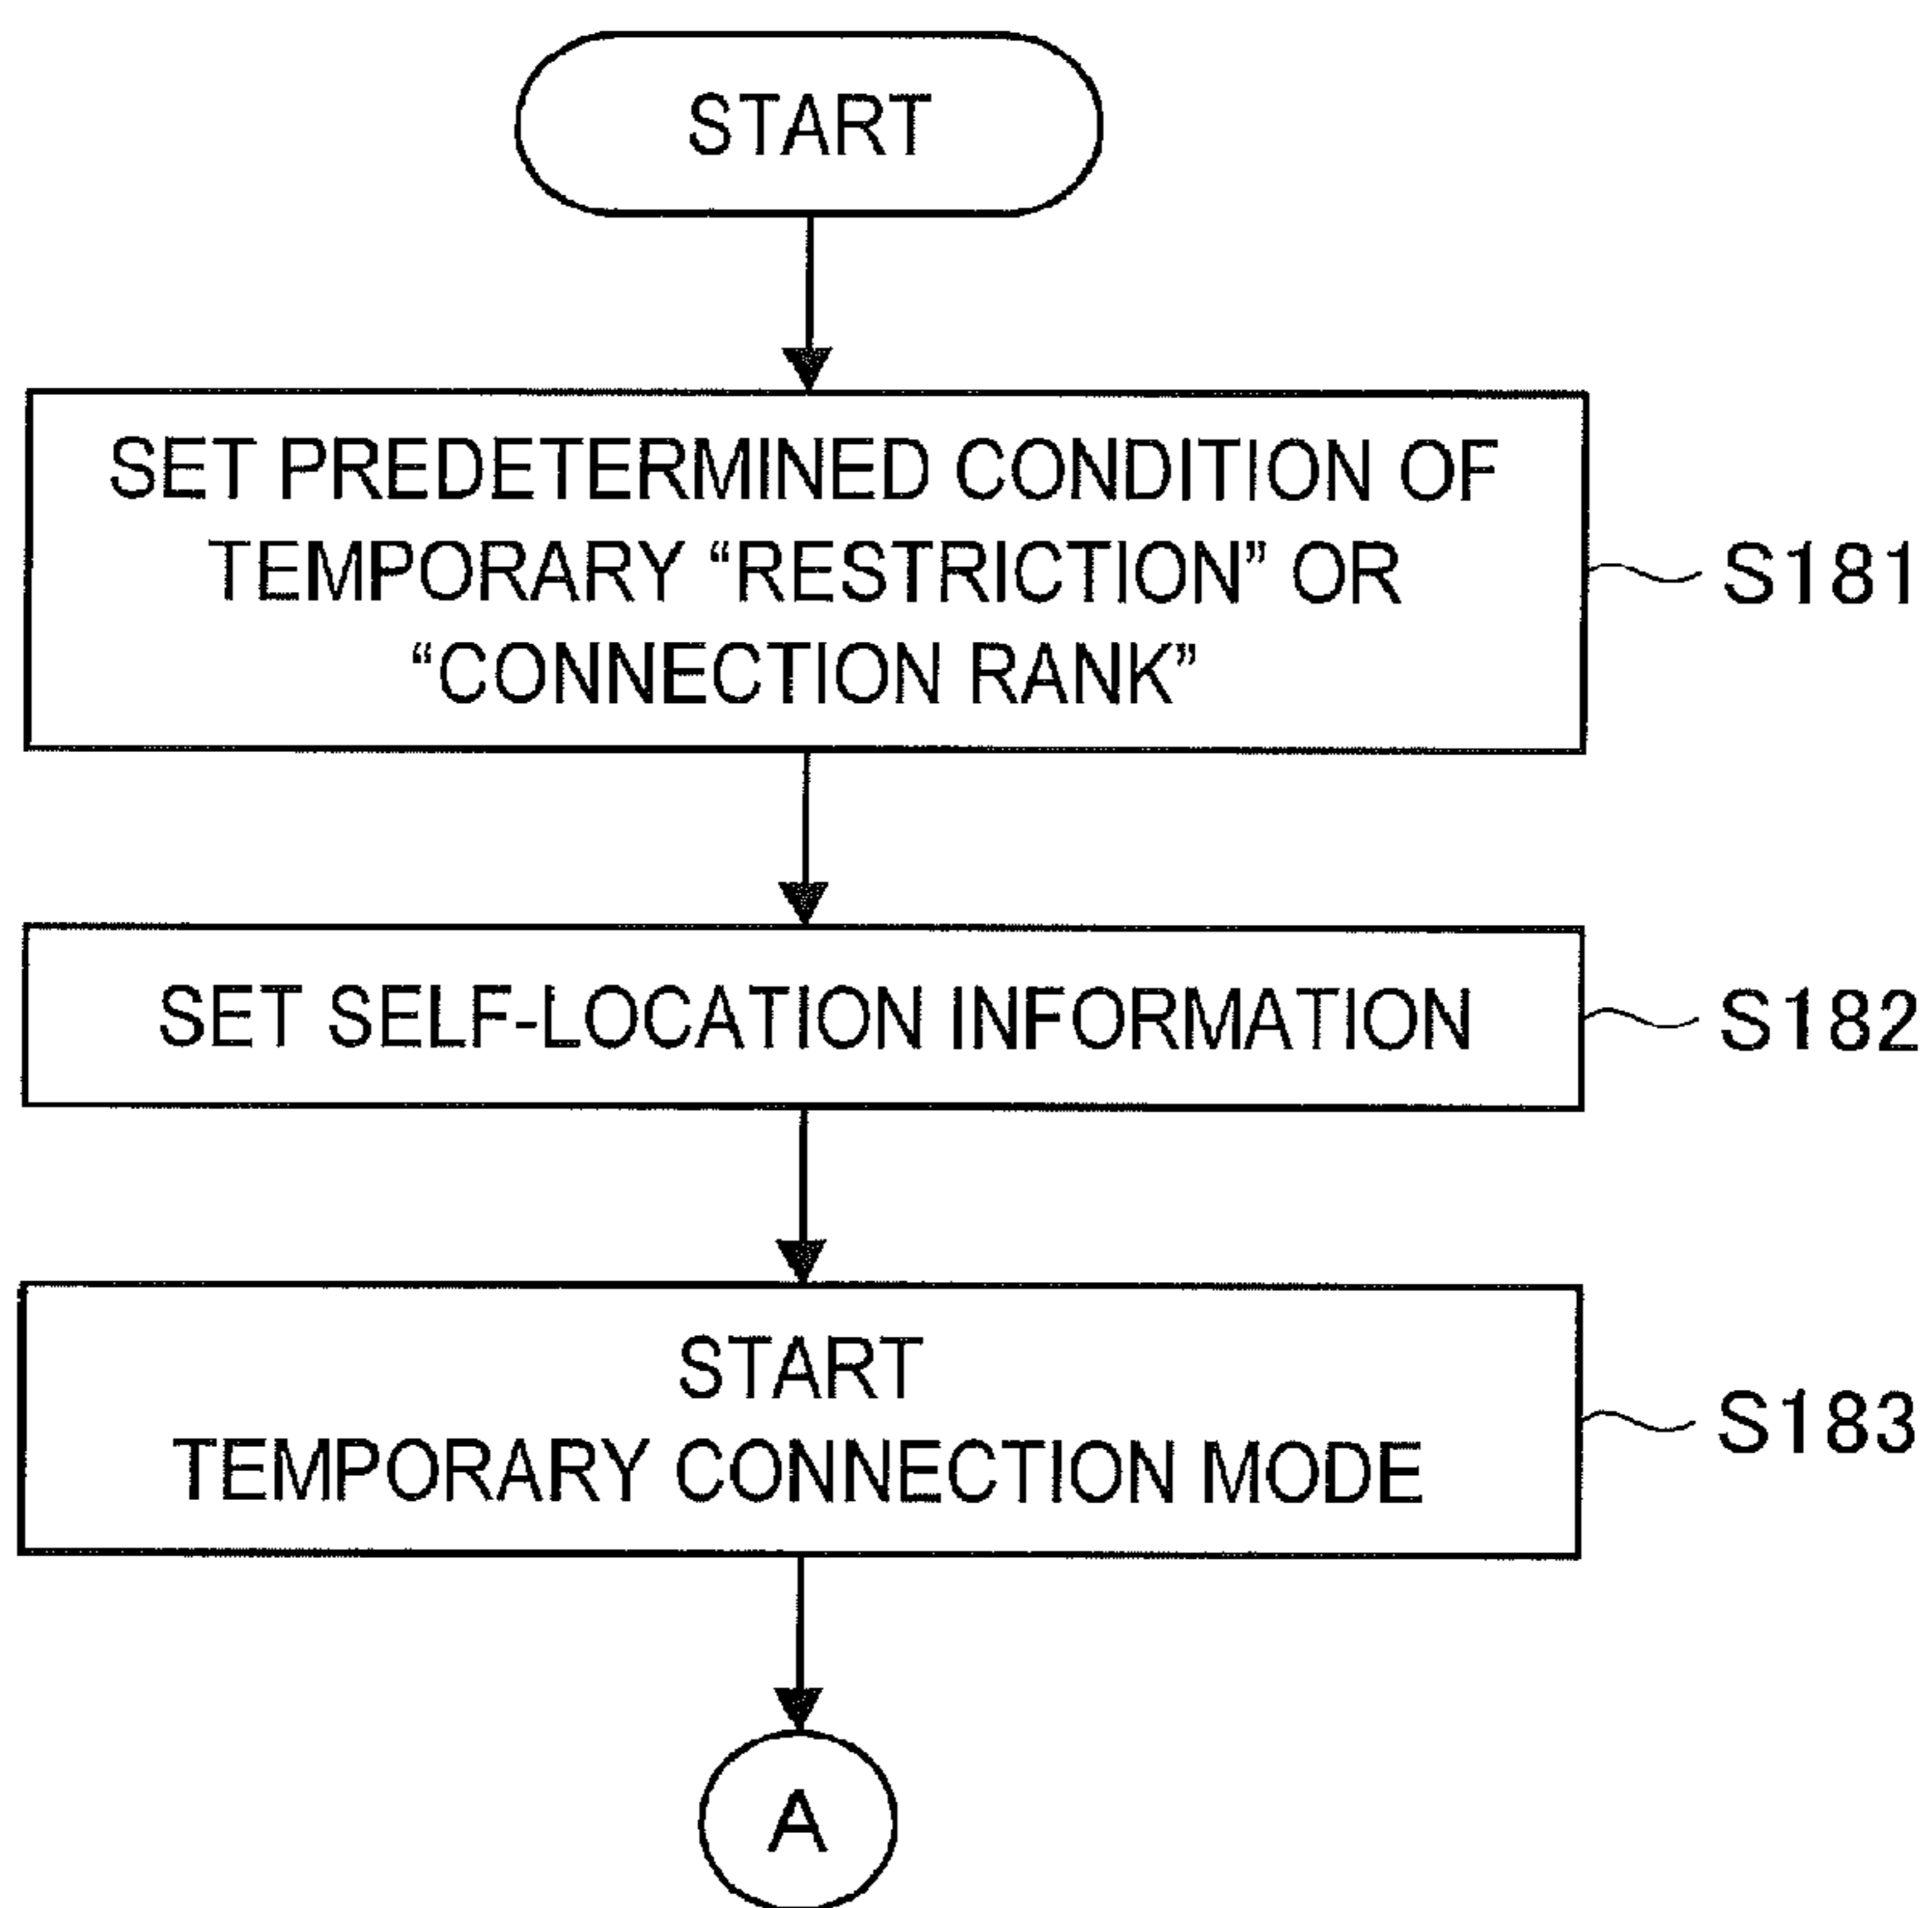 START
SET PREDETERMINED CONDITION OF
TEMPORARY “RESTRICTION” OR
“CONNECTION RANK”
S181
SET SELF-LOCATION INFORMATION
S182
START
TEMPORARY CONNECTION MODE
S183
A